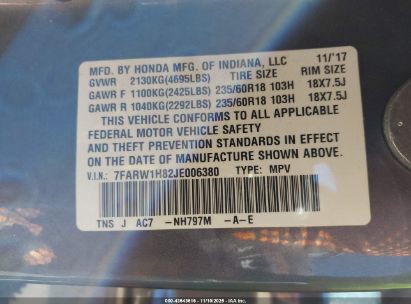 MFD. BY HONDA MFG. OF INDIANA, LLC 11/'17
GVWR 2130KG(4695LBS) TIRE SIZE RIM SIZE
GAWR F 1100KG(2425LBS) 235/60R18 103H 18X7.5J
GAWR R 1040KG(2292LBS) 235/60R18 103H 18X7.5J
THIS VEHICLE CONFORMS TO ALL APPLICABLE
FEDERAL MOTOR VEHICLE SAFETY
AND THEFT PREVENTION STANDARDS IN EFFECT
ON THE DATE OF MANUFACTURE SHOWN ABOVE.
V.I.N.: 7FARW1H82JE006380 TYPE: MPV
TNS J AC7 -NH797M -A-E